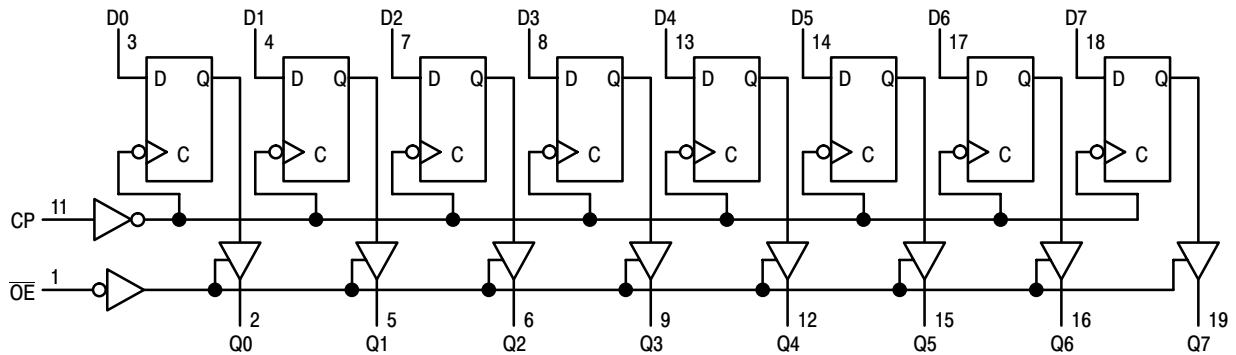 D0 D1 D2 D3 D4 D5 D6 D7
3 4 7 8 13 14 17 18
D Q D Q D Q D Q D Q D Q D Q D Q
C C C C C C C C
CP 11
O̅E̅ 1
2 5 6 9 12 15 16 19
Q0 Q1 Q2 Q3 Q4 Q5 Q6 Q7